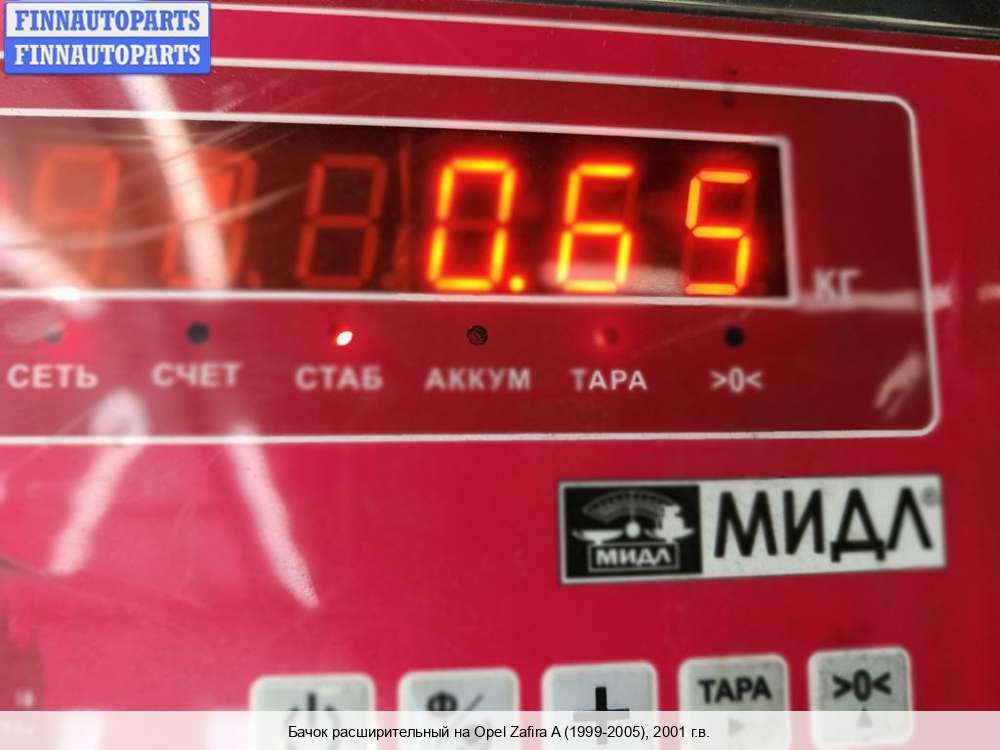 FINNAUTOPARTS
FINNAUTOPARTS
0.65
КГ
СЕТЬ СЧЕТ СТАБ АККУМ ТАРА >0<
МИДЛ МИДЛ®
Ф/ + ТАРА >0<
Бачок расширительный на Opel Zafira A (1999-2005), 2001 г.в.